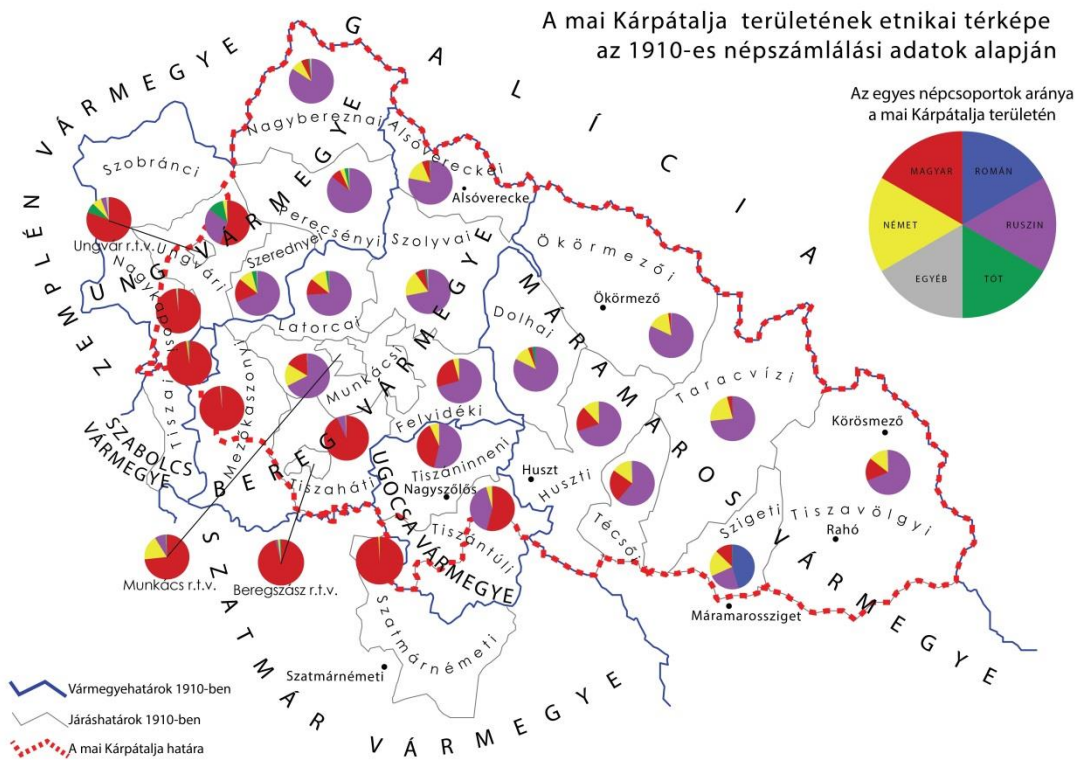 A mai Kárpátalja területének etnikai térképe
az 1910-es népszámlálási adatok alapján
Az egyes népcsoportok aránya
a mai Kárpátalja területén
MAGYAR
ROMÁN
NÉMET
RUSZIN
EGYÉB
TÓT
GALÍCIA
ZEMPLÉN VÁRMEGYE
UNG VÁRMEGYE
BEREG VÁRMEGYE
MÁRAMAROS VÁRMEGYE
UGOCSA VÁRMEGYE
SZABOLCS
VÁRMEGYE
SZATMÁR VÁRMEGYE
Nagybereznai
Alsóvereckei
Szobránci
Alsóverecke
Perecsényi
Szolyvai
Ökörmezői
Ungvár r.t.v.
Ungvári
Szerednyei
Nagykaposi
Ökörmező
Latorcai
Dolhai
Munkácsi
Taracvízi
Tiszai
Mezőkaszonyi
Felvidéki
Kőrösmező
Tiszaháti
Tiszáninneni
Nagyszőlős
Huszt
Huszti
Técsői
Szigeti
Tiszavölgyi
Rahó
Tiszántúli
Munkács r.t.v.
Beregszász r.t.v.
Máramarossziget
Szatmárnémeti
Szatmárnémeti
Vármegyehatárok 1910-ben
Járáshatárok 1910-ben
A mai Kárpátalja határa